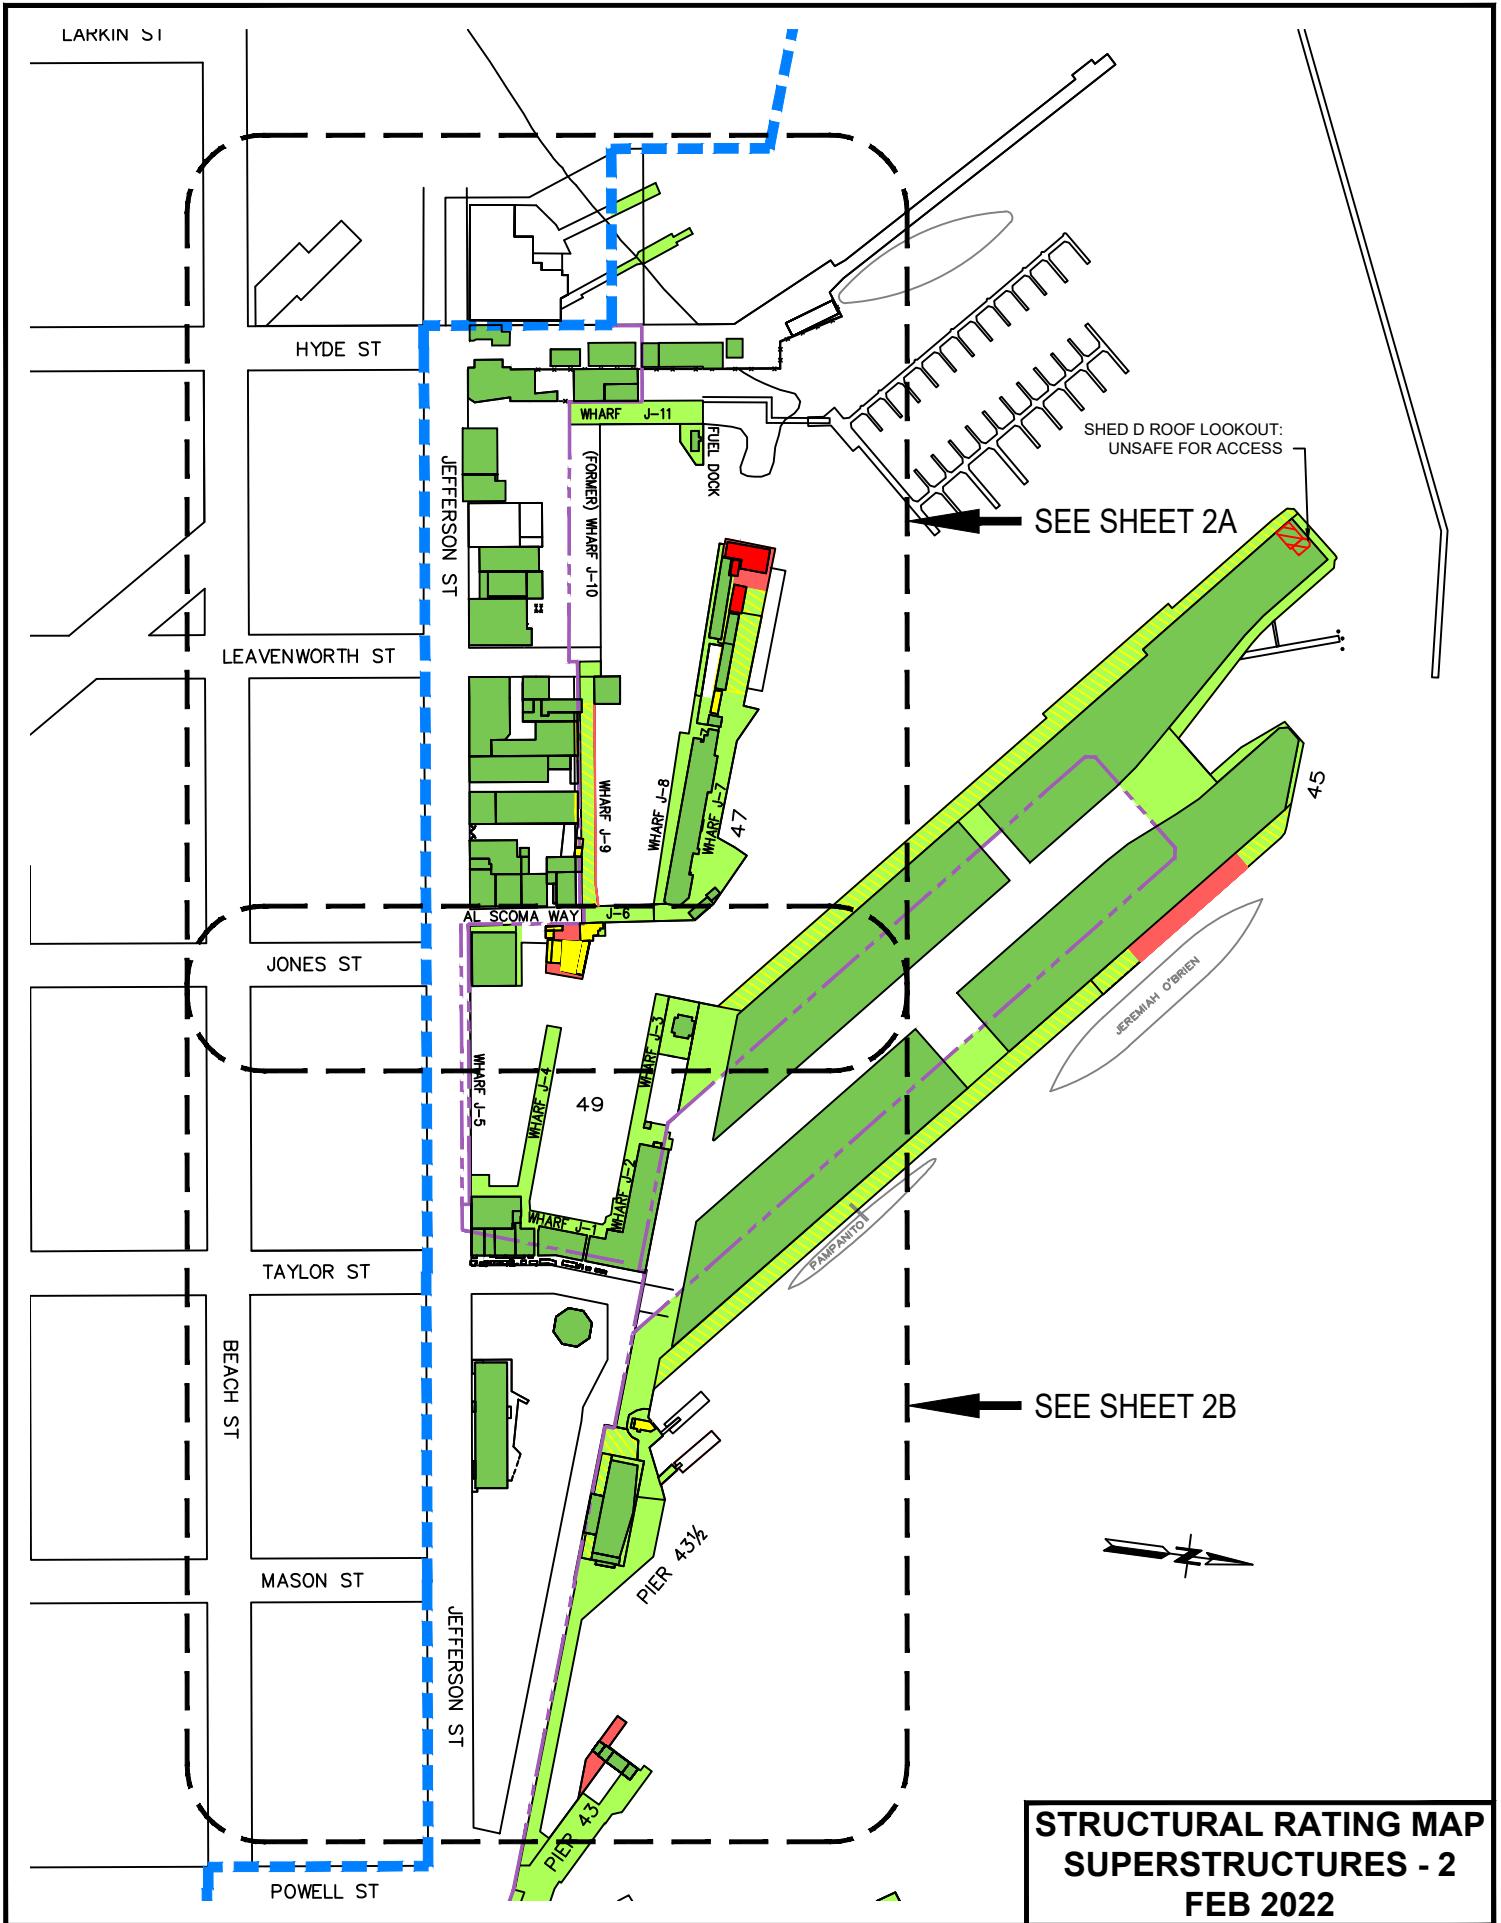 LARKIN ST
HYDE ST
WHARF J-11
FUEL DOCK
SHED D ROOF LOOKOUT:
UNSAFE FOR ACCESS
JEFFERSON ST
(FORMER) WHARF J-10
SEE SHEET 2A
LEAVENWORTH ST
WHARF J-9
WHARF J-8
WHARF J-7
47
45
AL SCOMA WAY
J-6
JONES ST
JEREMIAH O'BRIEN
WHARF J-5
WHARF J-4
49
WHARF J-3
WHARF J-2
WHARF J-1
PAMPANITO
TAYLOR ST
BEACH ST
SEE SHEET 2B
PIER 43½
MASON ST
JEFFERSON ST
PIER 43
POWELL ST
Z
STRUCTURAL RATING MAP
SUPERSTRUCTURES - 2
FEB 2022